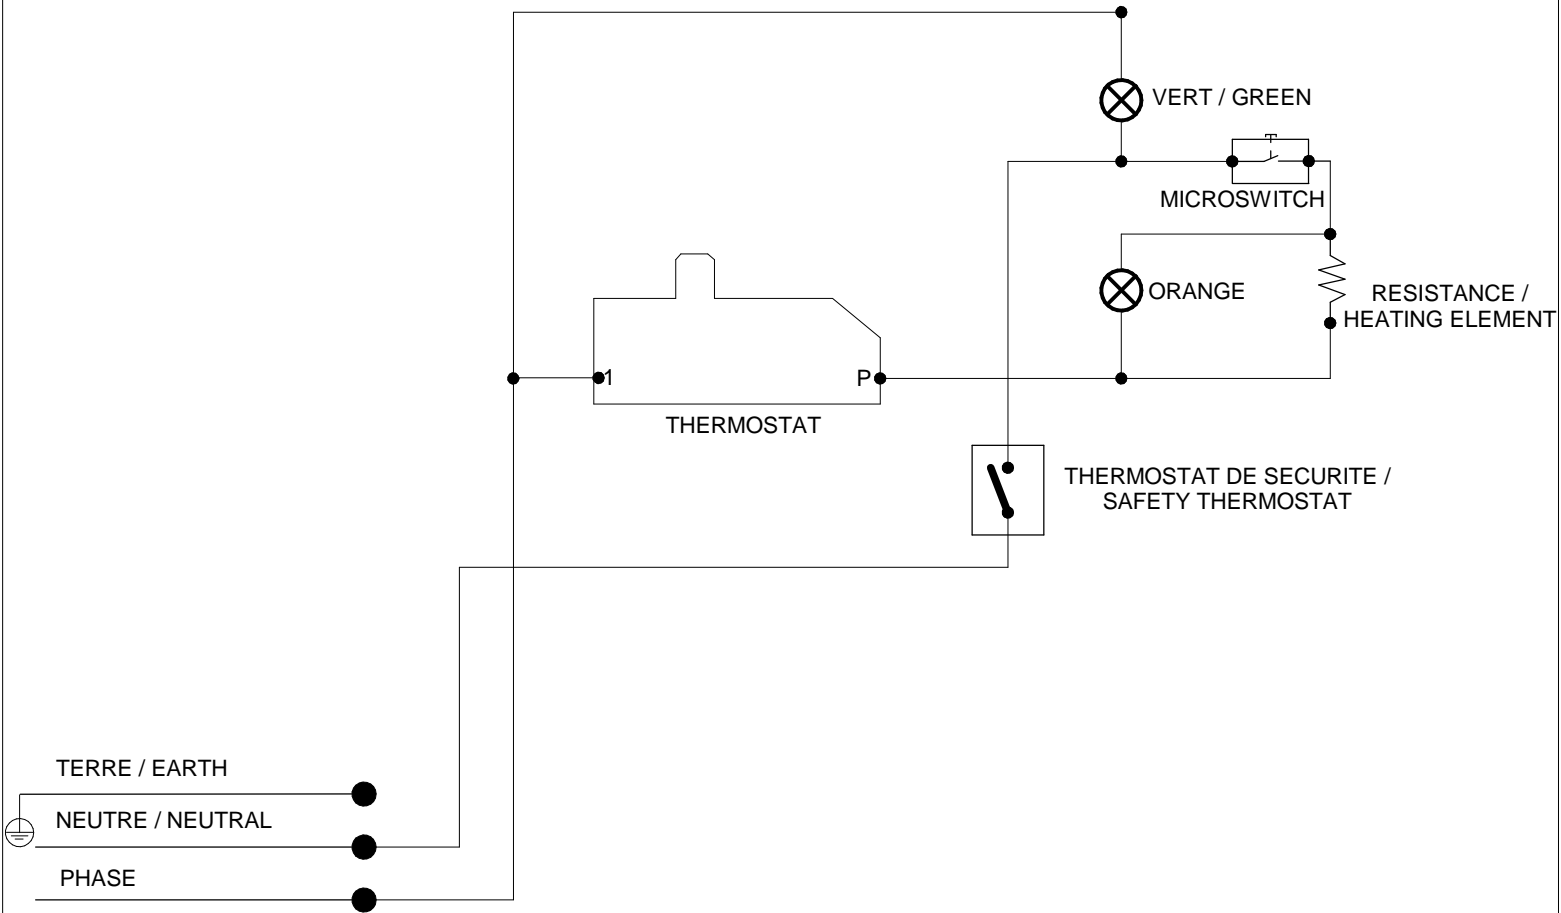 VERT / GREEN
MICROSWITCH
ORANGE
RESISTANCE /
HEATING ELEMENT
1
P
THERMOSTAT
THERMOSTAT DE SECURITE /
SAFETY THERMOSTAT
TERRE / EARTH
NEUTRE / NEUTRAL
PHASE